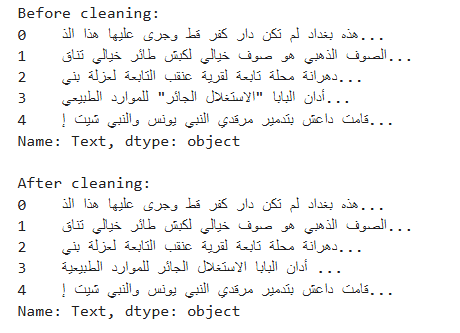 Before cleaning:
0 هذه بغداد لم تكن دار كفر قط وجرى عليها هذا الذ...
1 الصوف الذهبي هو صوف خيالي لكبش طائر خيالي تناق...
2 دهرانة محلة تابعة لقرية عنقب التابعة لعزلة بني...
3 أدان البابا "الاستغلال الجائر" للموارد الطبيعي...
4 قامت داعش بتدمير مرقدي النبي يونس والنبي شيت إ...
Name: Text, dtype: object
After cleaning:
0 هذه بغداد لم تكن دار كفر قط وجرى عليها هذا الذ...
1 الصوف الذهبي هو صوف خيالي لكبش طائر خيالي تناق...
2 دهرانة محلة تابعة لقرية عنقب التابعة لعزلة بني...
3 أدان البابا الاستغلال الجائر للموارد الطبيعية ...
4 قامت داعش بتدمير مرقدي النبي يونس والنبي شيت إ...
Name: Text, dtype: object